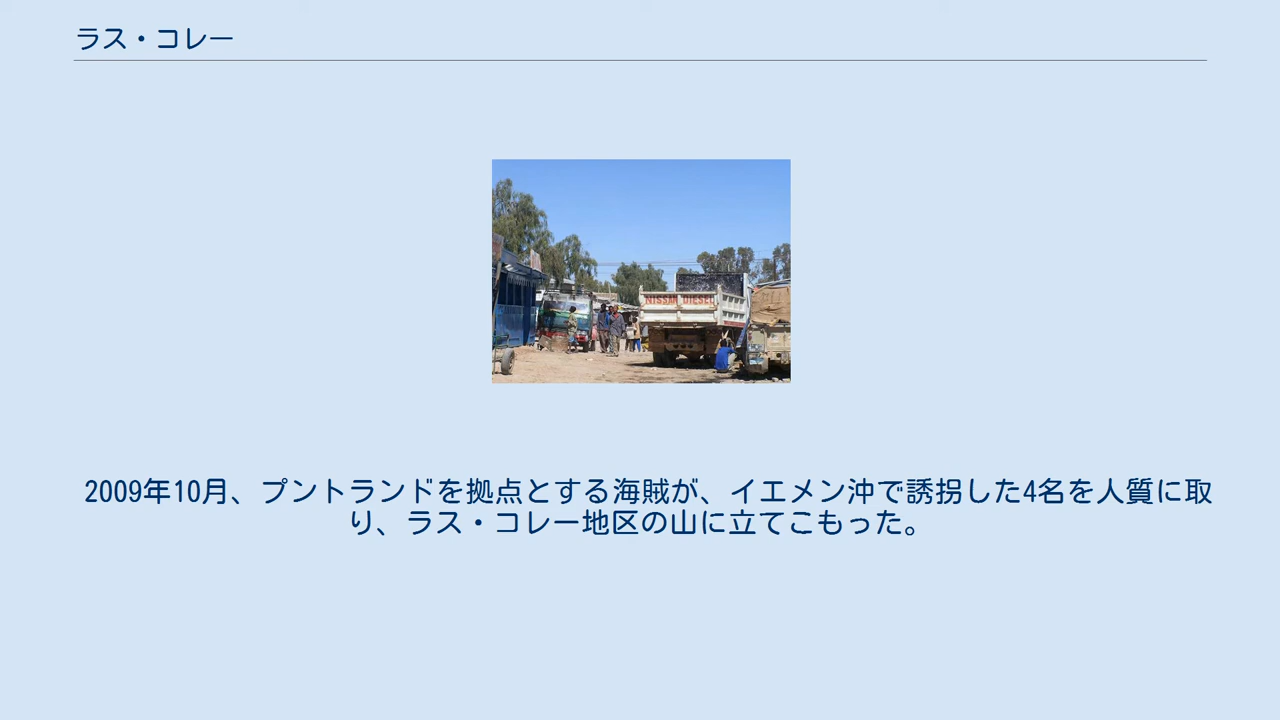 ラス・コレー
NISSAN DIESEL
2009年10月、プントランドを拠点とする海賊が、イエメン沖で誘拐した4名を人質に取
り、ラス・コレー地区の山に立てこもった。